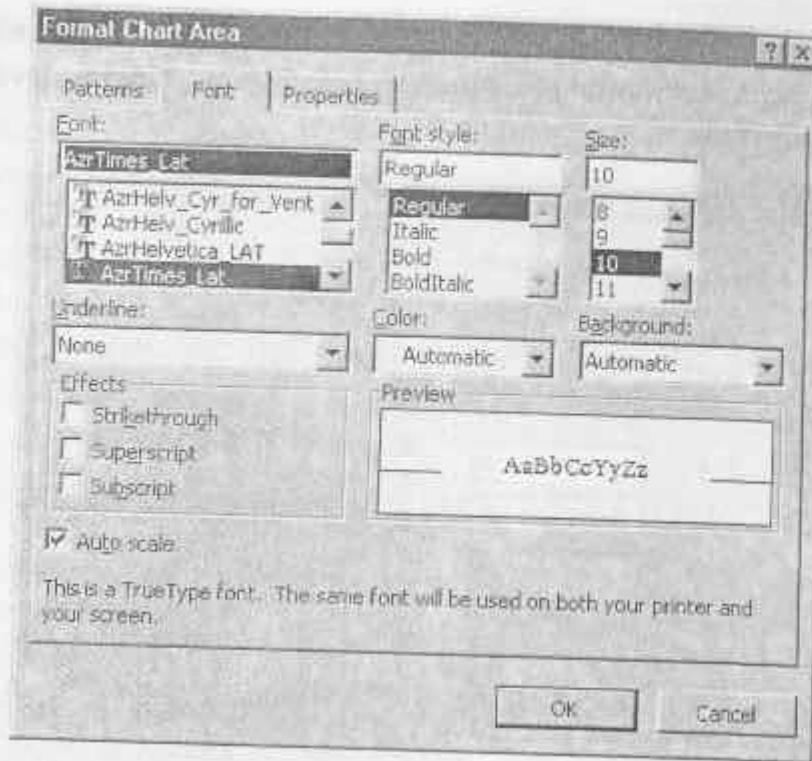 Format Chart Area
Patterns Font Properties
Font:
AzrTimes_Lat
AzrHelv_Cyr_for_Vent
AzrHelv_Cyrillic
AzrHelvetica_LAT
AzrTimes_Lat
Font style:
Regular
Regular
Italic
Bold
BoldItalic
Size:
10
8
9
10
11
Underline:
None
Color:
Automatic
Background:
Automatic
Effects
Strikethrough
Superscript
Subscript
Preview
AaBbCcYyZz
Auto scale
This is a TrueType font. The same font will be used on both your printer and
your screen.
OK Cancel